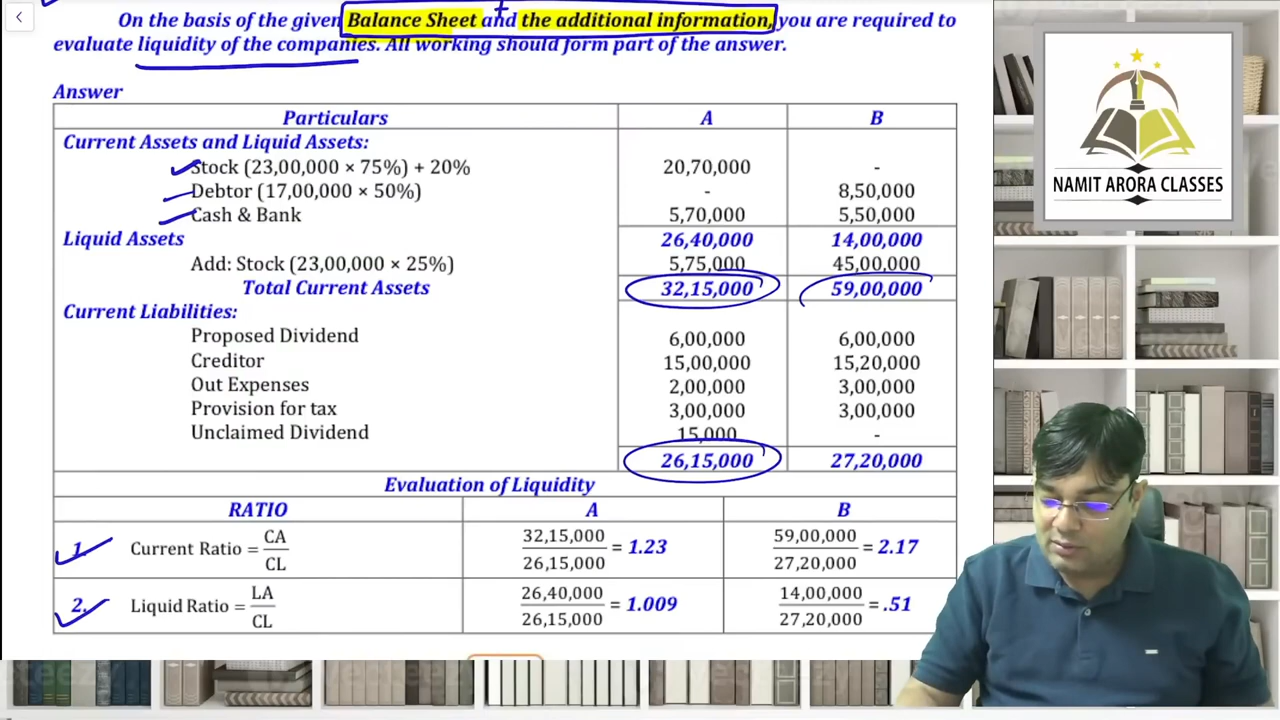 On the basis of the given Balance Sheet and the additional information, you are required to
evaluate liquidity of the companies. All working should form part of the answer.
Answer
Particulars A B
Current Assets and Liquid Assets:
Stock (23,00,000 × 75%) + 20% 20,70,000 -
Debtor (17,00,000 × 50%) - 8,50,000
Cash & Bank 5,70,000 5,50,000
Liquid Assets 26,40,000 14,00,000
Add: Stock (23,00,000 × 25%) 5,75,000 45,00,000
Total Current Assets 32,15,000 59,00,000
Current Liabilities:
Proposed Dividend 6,00,000 6,00,000
Creditor 15,00,000 15,20,000
Out Expenses 2,00,000 3,00,000
Provision for tax 3,00,000 3,00,000
Unclaimed Dividend 15,000 -
26,15,000 27,20,000
Evaluation of Liquidity
RATIO A B
1. Current Ratio = CA/CL 32,15,000/26,15,000 = 1.23 59,00,000/27,20,000 = 2.17
2. Liquid Ratio = LA/CL 26,40,000/26,15,000 = 1.009 14,00,000/27,20,000 = .51
NAMIT ARORA CLASSES